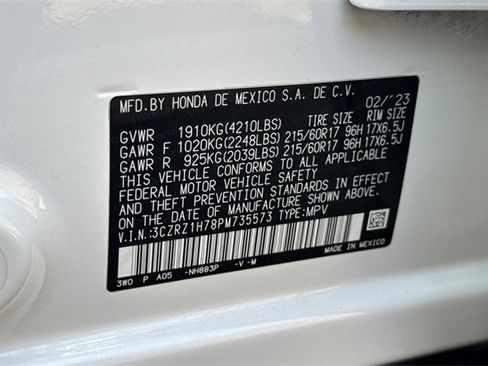 MFD.BY HONDA DE MEXICO S.A. DE C.V.
02/'23
TIRE SIZE RIM SIZE
GVWR 1910KG(4210LBS)
GAWR F 1020KG(2248LBS) 215/60R17 96H 17X6.5J
GAWR R 925KG(2039LBS) 215/60R17 96H 17X6.5J
THIS VEHICLE CONFORMS TO ALL APPLICABLE
FEDERAL MOTOR VEHICLE SAFETY, BUMPER, AND
THEFT PREVENTION STANDARDS IN EFFECT ON THE
DATE OF MANUFACTURE SHOWN ABOVE.
V.I.N.:3CZRZ1H78PM735573 TYPE:MPV
3W0 P A05 -NH883P -V -M
MADE IN MEXICO